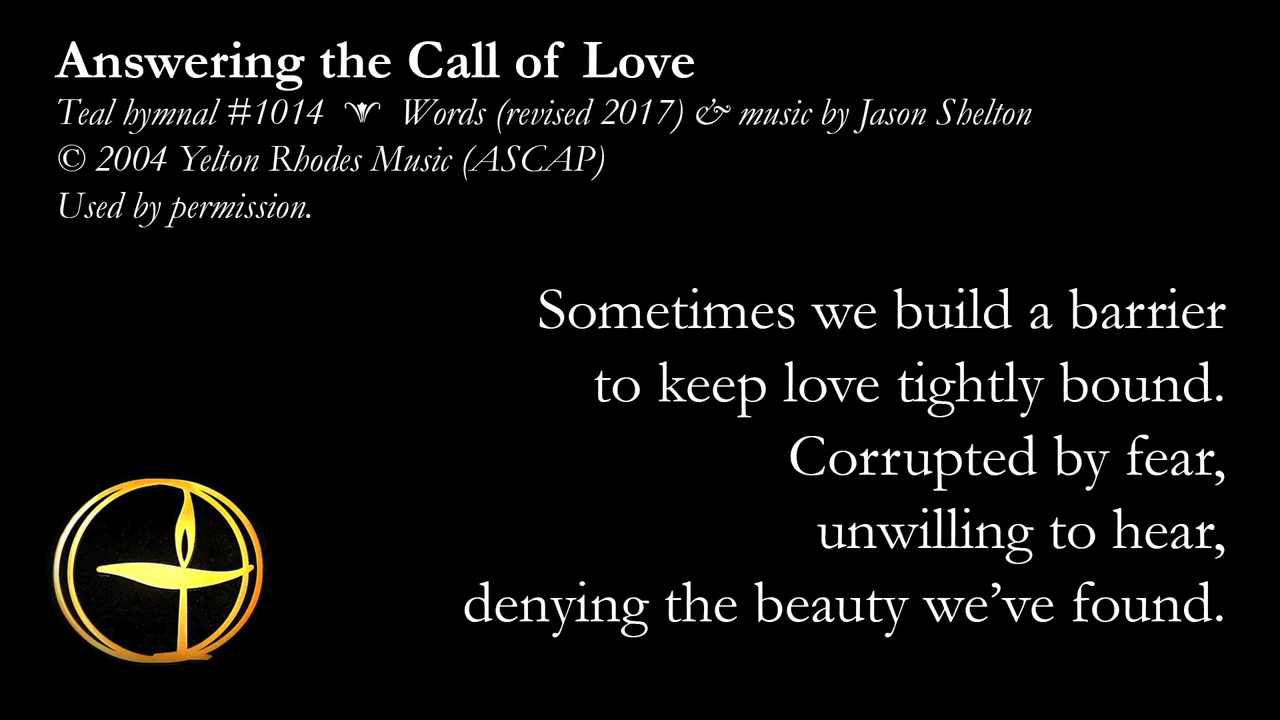 Answering the Call of Love
Teal hymnal #1014 Words (revised 2017) & music by Jason Shelton
© 2004 Yelton Rhodes Music (ASCAP)
Used by permission.
Sometimes we build a barrier
to keep love tightly bound.
Corrupted by fear,
unwilling to hear,
denying the beauty we’ve found.